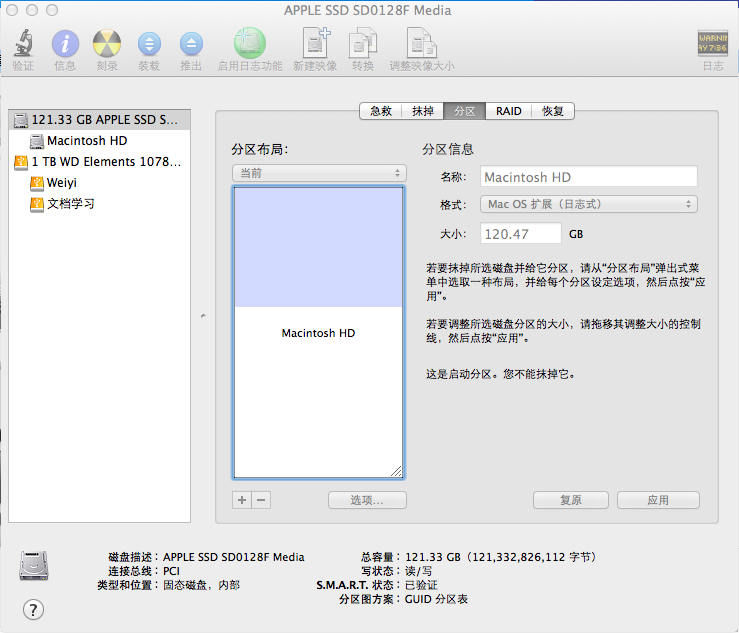 APPLE SSD SD0128F Media
验证
信息
刻录
装载
推出
启用日志功能
新建映像
转换
调整映像大小
WARNIN
AY 7:36
日志
121.33 GB APPLE SSD S...
Macintosh HD
1 TB WD Elements 1078...
Weiyi
文档学习
急救
抹掉
分区
RAID
恢复
分区布局：
当前
Macintosh HD
选项...
分区信息
名称： Macintosh HD
格式： Mac OS 扩展（日志式）
大小： 120.47 GB
若要抹掉所选磁盘并给它分区，请从“分区布局”弹出式菜
单中选取一种布局，并给每个分区设定选项，然后点按“应
用”。
若要调整所选磁盘分区的大小，请拖移其调整大小的控制
线，然后点按“应用”。
这是启动分区。您不能抹掉它。
复原
应用
磁盘描述：APPLE SSD SD0128F Media
连接总线：PCI
类型和位置：固态磁盘，内部
总容量：121.33 GB（121,332,826,112 字节）
写状态：读/写
S.M.A.R.T. 状态：已验证
分区图方案：GUID 分区表
?